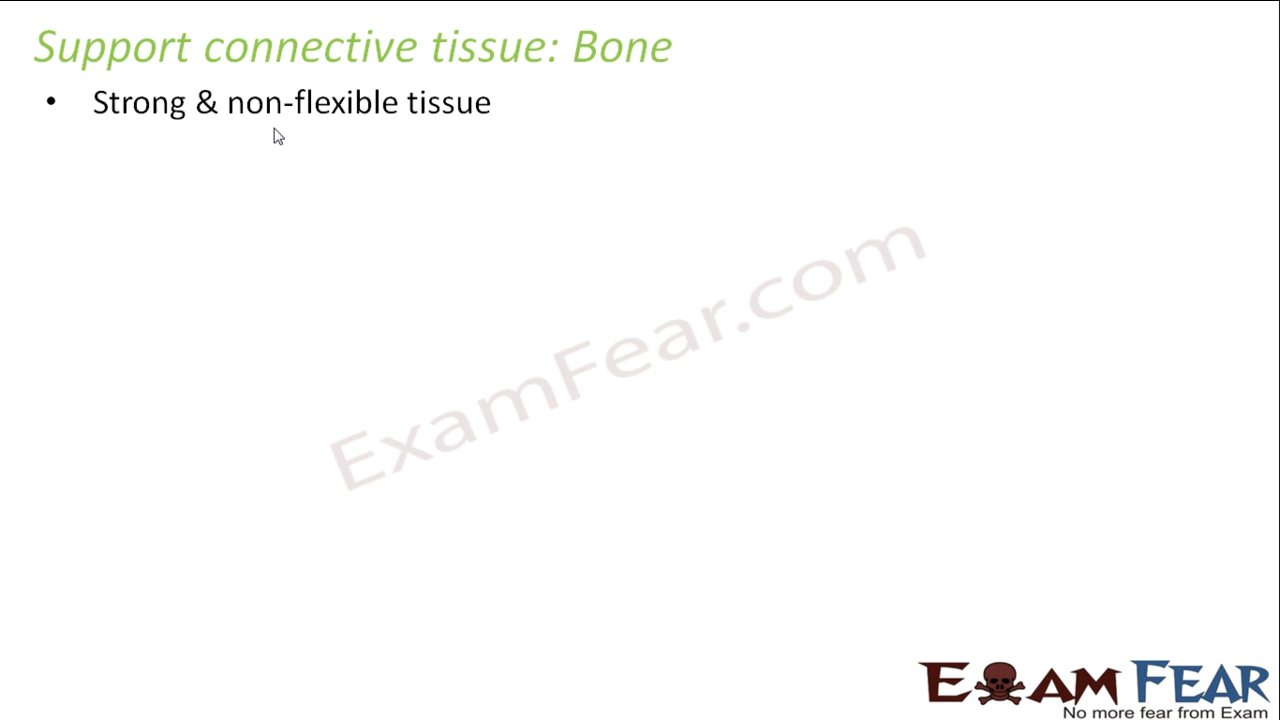 Support connective tissue: Bone
• Strong & non-flexible tissue
ExamFear.com
EXAM FEAR
No more fear from Exam